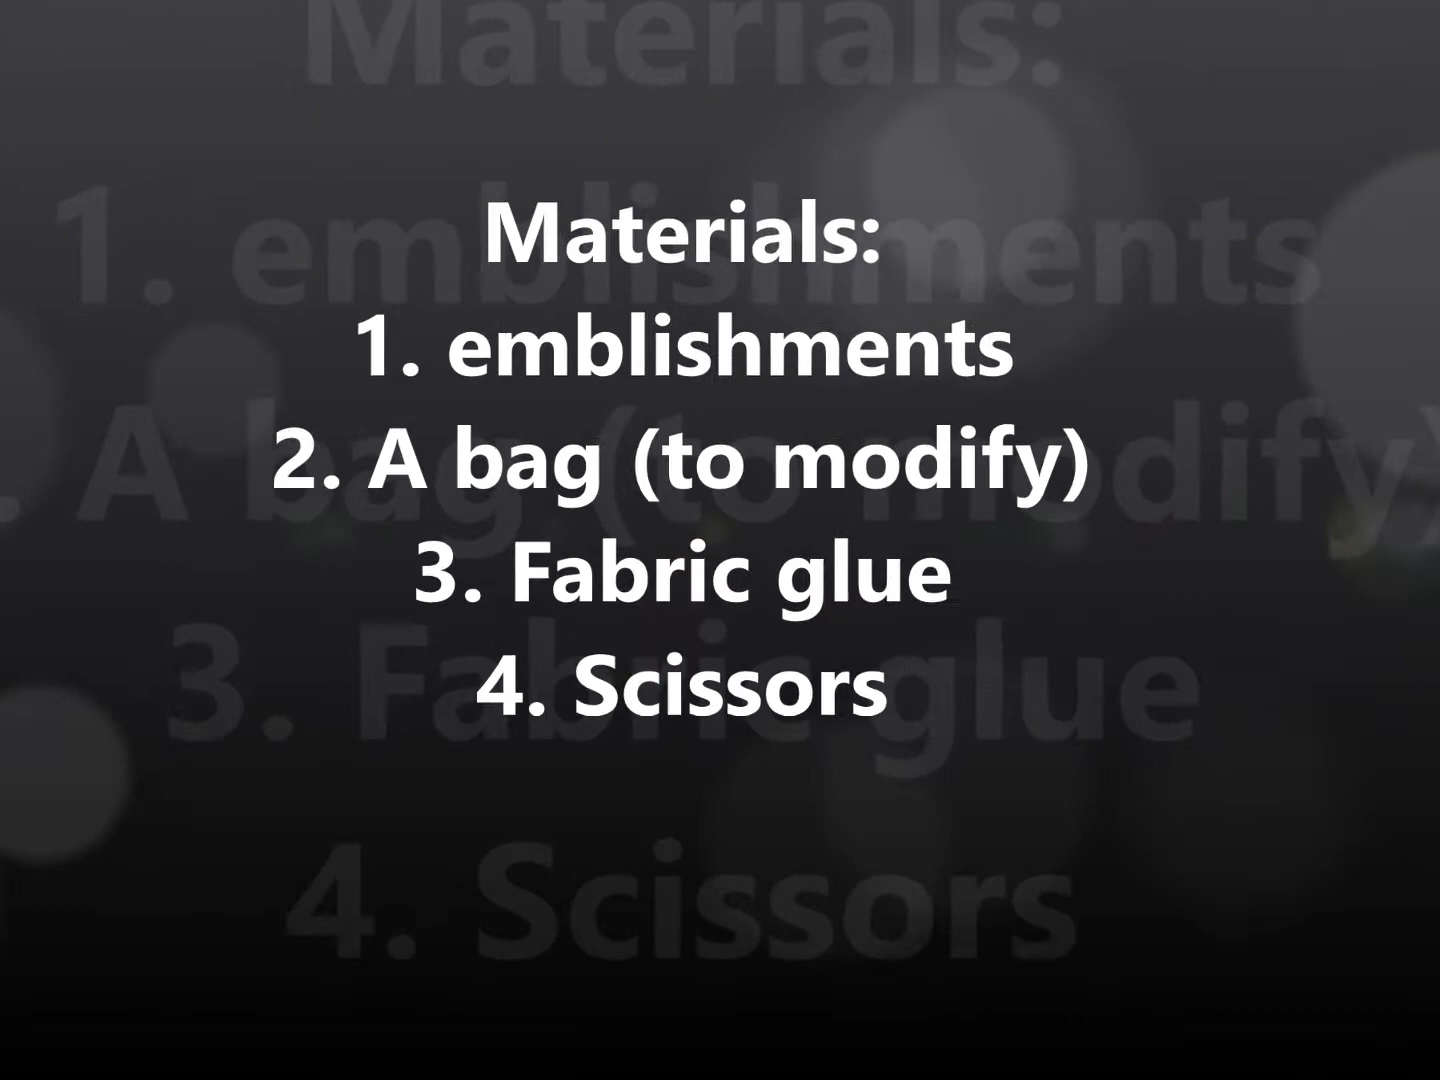 Materials:
1. emblishments
2. A bag (to modify)
3. Fabric glue
4. Scissors